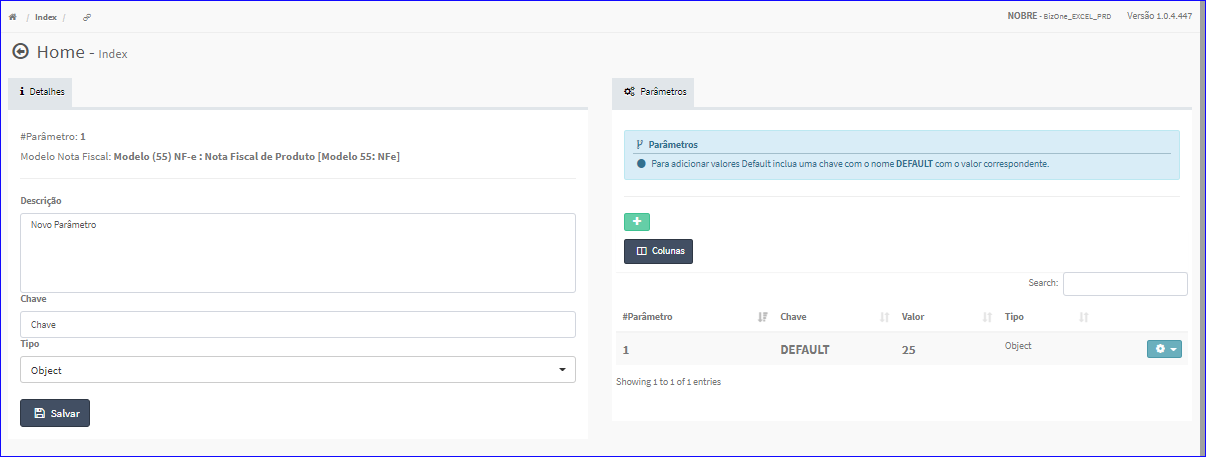 / Index /
NOBRE - BizOne_EXCEL_PRD Versão 1.0.4.447
Home - Index
Detalhes
#Parâmetro: 1
Modelo Nota Fiscal: Modelo (55) NF-e : Nota Fiscal de Produto [Modelo 55: NFe]
Descrição
Novo Parâmetro
Chave
Chave
Tipo
Object
Salvar
Parâmetros
Parâmetros
Para adicionar valores Default inclua uma chave com o nome DEFAULT com o valor correspondente.
+
Colunas
Search:
#Parâmetro Chave Valor Tipo
1 DEFAULT 25 Object
Showing 1 to 1 of 1 entries